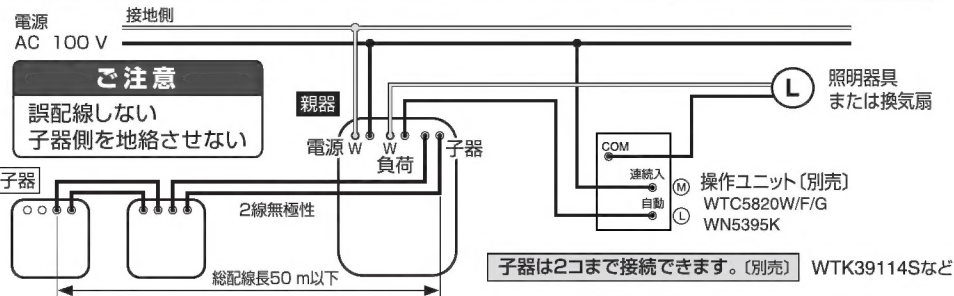 電源
AC 100 V
接地側
ご注意
誤配線しない
子器側を地絡させない
親器
電源 W W 子器
負荷
L
照明器具
または換気扇
COM
連続入
M
自動
L
操作ユニット〔別売〕
WTC5820W/F/G
WN5395K
子器
2線無極性
総配線長50 m以下
子器は2コまで接続できます。〔別売〕 WTK39114Sなど